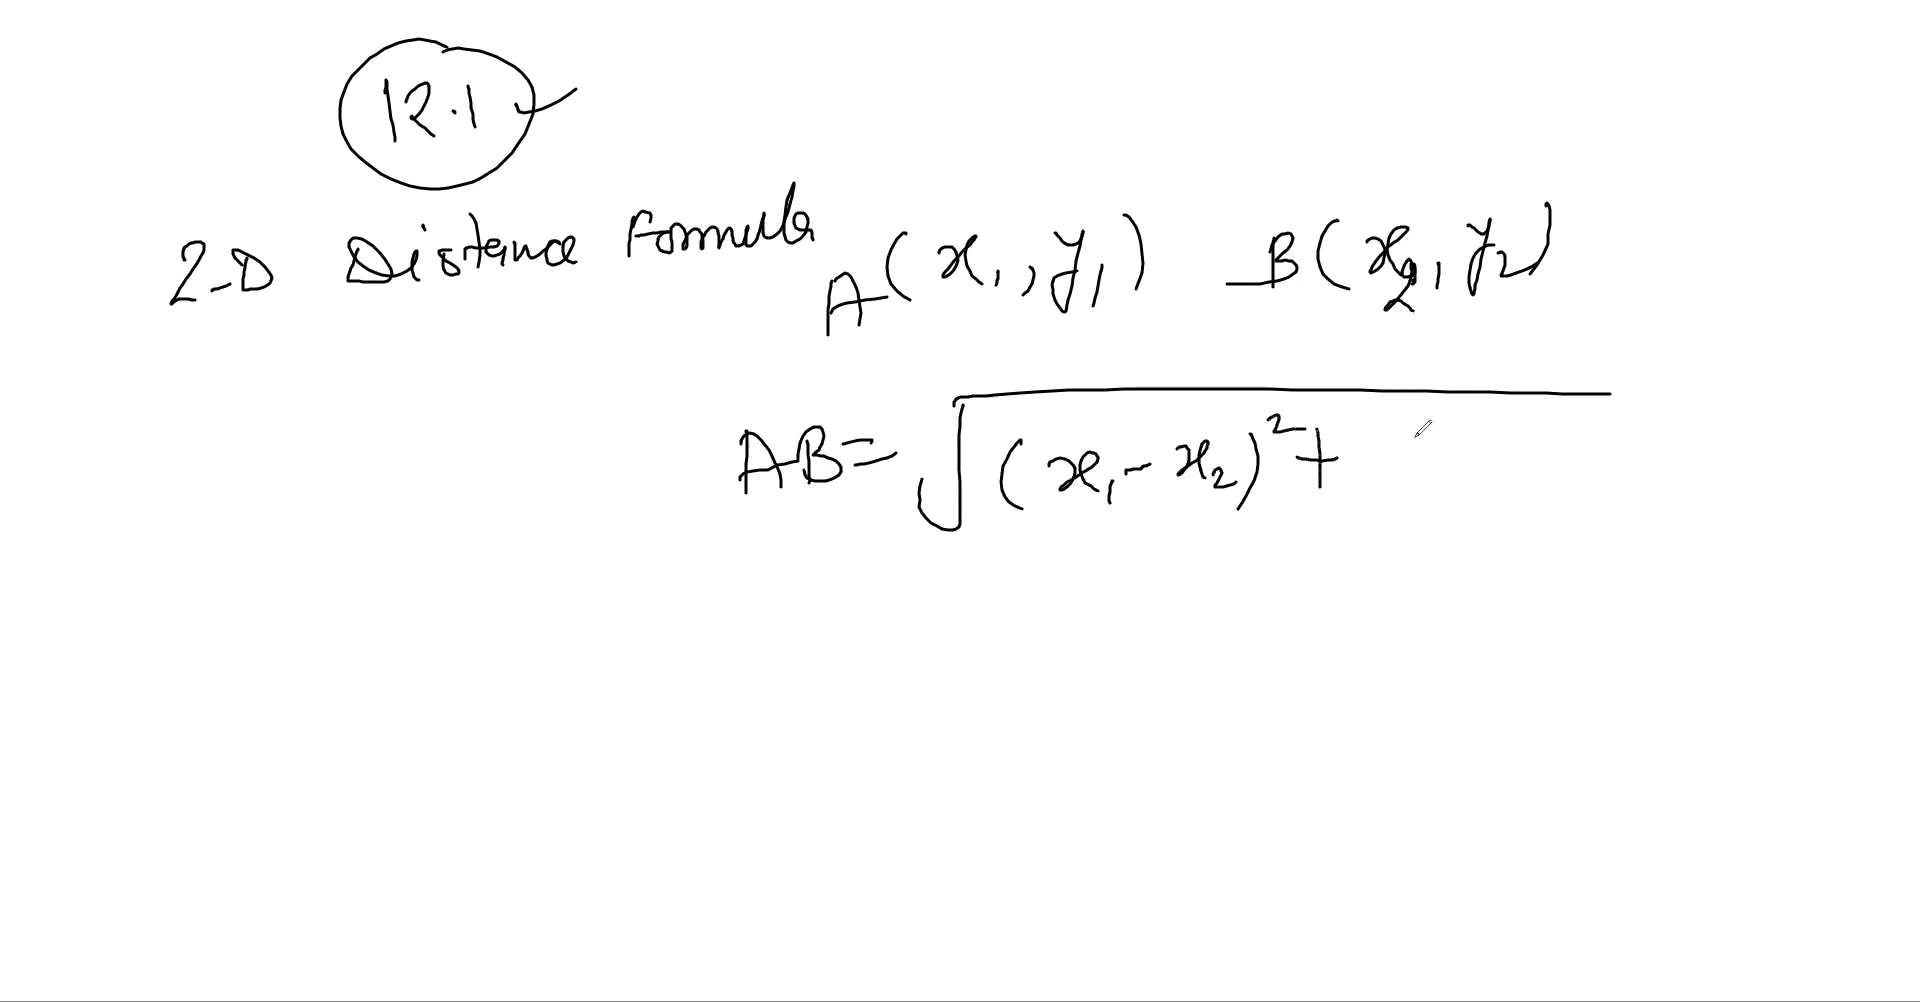 12.1
2-D Distance Formula A(x₁, y₁) B(x₂, y₂)
AB = √(x₁ - x₂)² +